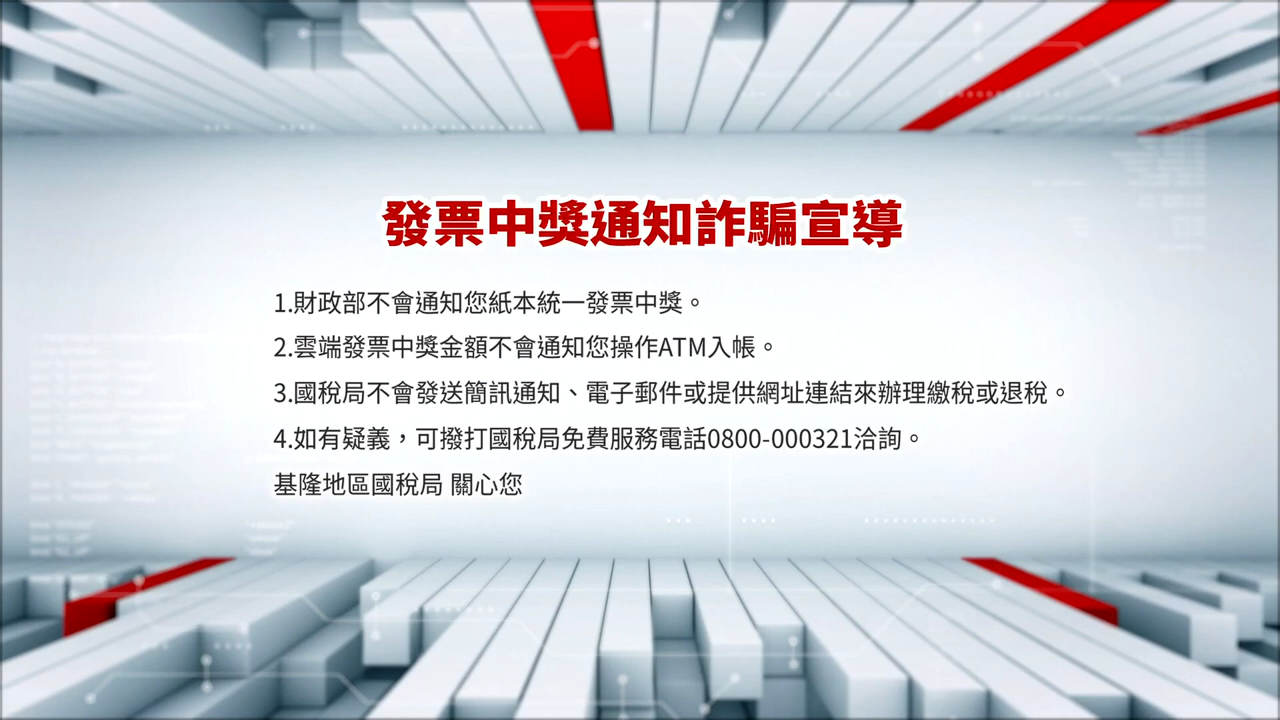 發票中獎通知詐騙宣導
1.財政部不會通知您紙本統一發票中獎。
2.雲端發票中獎金額不會通知您操作ATM入帳。
3.國稅局不會發送簡訊通知、電子郵件或提供網址連結來辦理繳稅或退稅。
4.如有疑義，可撥打國稅局免費服務電話0800-000321洽詢。
基隆地區國稅局 關心您